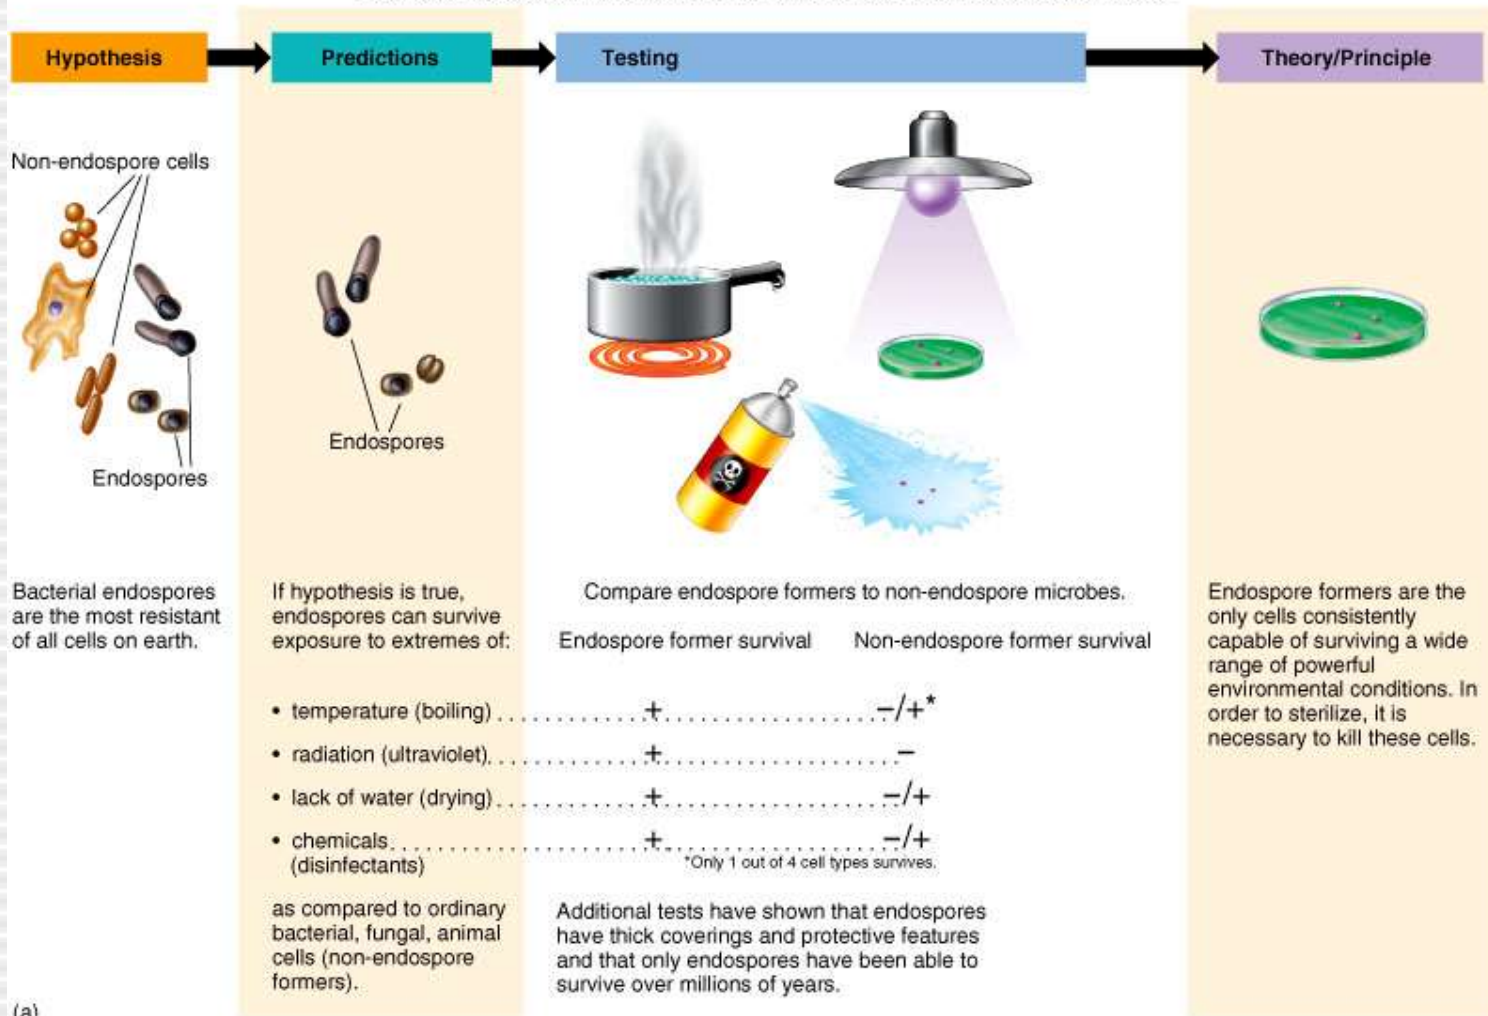 Hypothesis
Predictions
Testing
Theory/Principle
Non-endospore cells
Endospores
Bacterial endospores
are the most resistant
of all cells on earth.
Endospores
If hypothesis is true,
endospores can survive
exposure to extremes of:
• temperature (boiling)
• radiation (ultraviolet)
• lack of water (drying)
• chemicals
(disinfectants)
as compared to ordinary
bacterial, fungal, animal
cells (non-endospore
formers).
Compare endospore formers to non-endospore microbes.
Endospore former survival Non-endospore former survival
+ −/+*
+ −
+ −/+
+ −/+
*Only 1 out of 4 cell types survives.
Additional tests have shown that endospores
have thick coverings and protective features
and that only endospores have been able to
survive over millions of years.
Endospore formers are the
only cells consistently
capable of surviving a wide
range of powerful
environmental conditions. In
order to sterilize, it is
necessary to kill these cells.
(a)